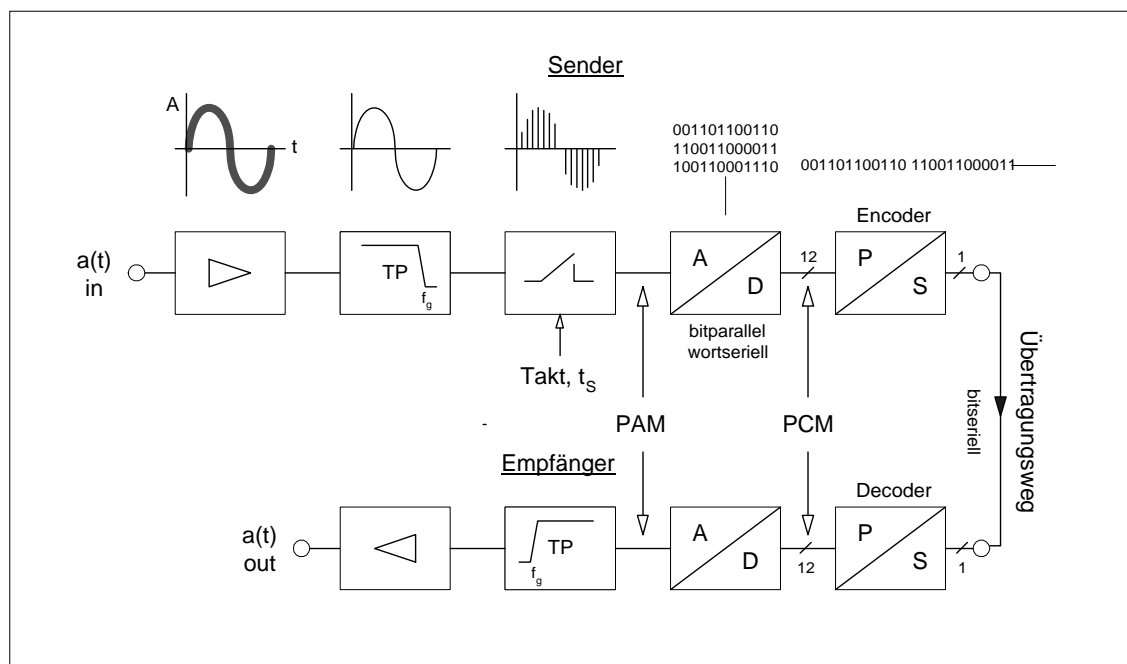 Sender
A
t
001101100110
110011000011
100110001110
001101100110 110011000011
Encoder
a(t)
in
TP
f_g
A
D
12
P
S
1
bitparallel
wortseriell
Takt, t_S
Übertragungsweg
bitseriell
-
PAM
PCM
Empfänger
Decoder
a(t)
out
TP
f_g
A
D
12
P
S
1